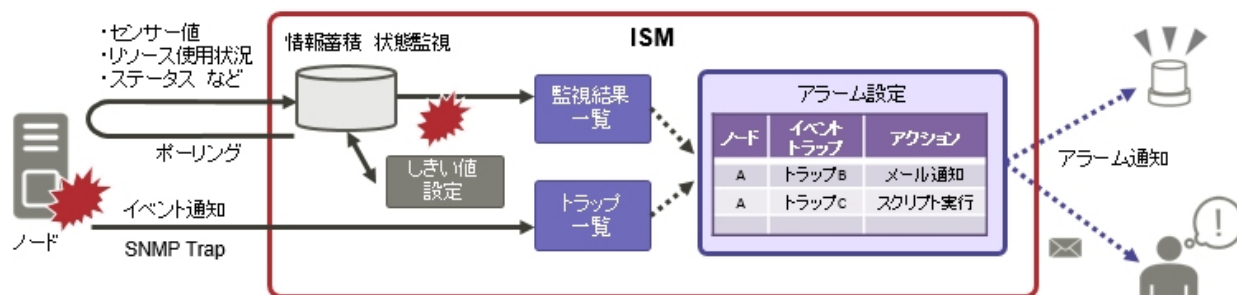 ・センサー値
・リソース使用状況
・ステータス など
ポーリング
ノード
イベント通知
SNMP Trap
ISM
情報蓄積 状態監視
しきい値
設定
監視結果
一覧
トラップ
一覧
アラーム設定
ノード イベント
トラップ アクション
A トラップB メール通知
A トラップC スクリプト実行
アラーム通知
!